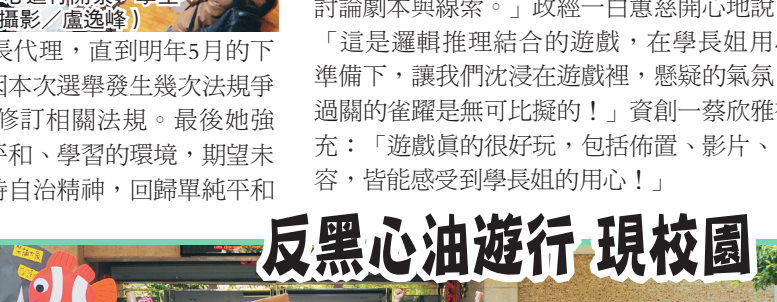 攝影／盧逸峰）
長代理，直到明年5月的下
因本次選舉發生幾次法規爭
修訂相關法規。最後她強
平和、學習的環境，期望未
持自治精神，回歸單純平和
討論劇本與線索。」政經一白惠慈開心地說
「這是邏輯推理結合的遊戲，在學長姐用
準備下，讓我們沈浸在遊戲裡，懸疑的氣氛
過關的雀躍是無可比擬的！」資創一蔡欣雅
充：「遊戲真的很好玩，包括佈置、影片、
容，皆能感受到學長姐的用心！」
反黑心油遊行 現校園